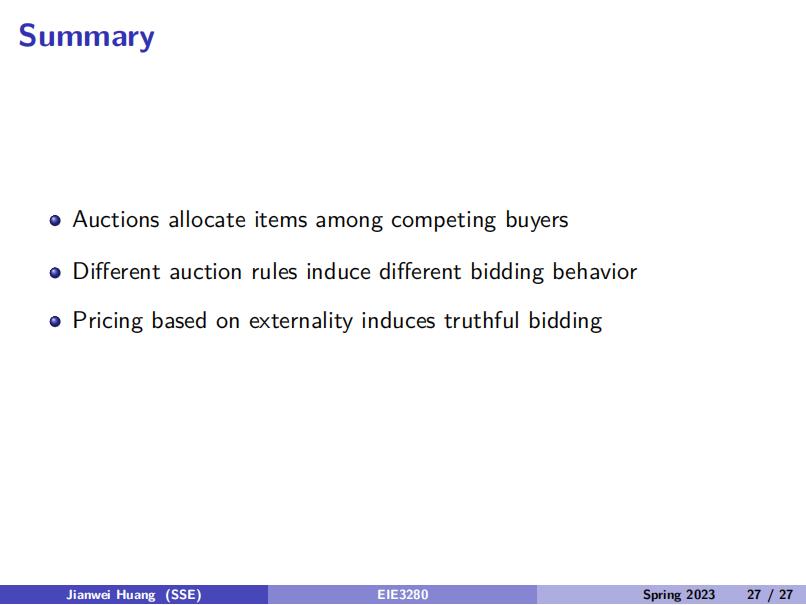 Summary
Auctions allocate items among competing buyers
Different auction rules induce different bidding behavior
Pricing based on externality induces truthful bidding
Jianwei Huang (SSE) EIE3280 Spring 2023 27 / 27